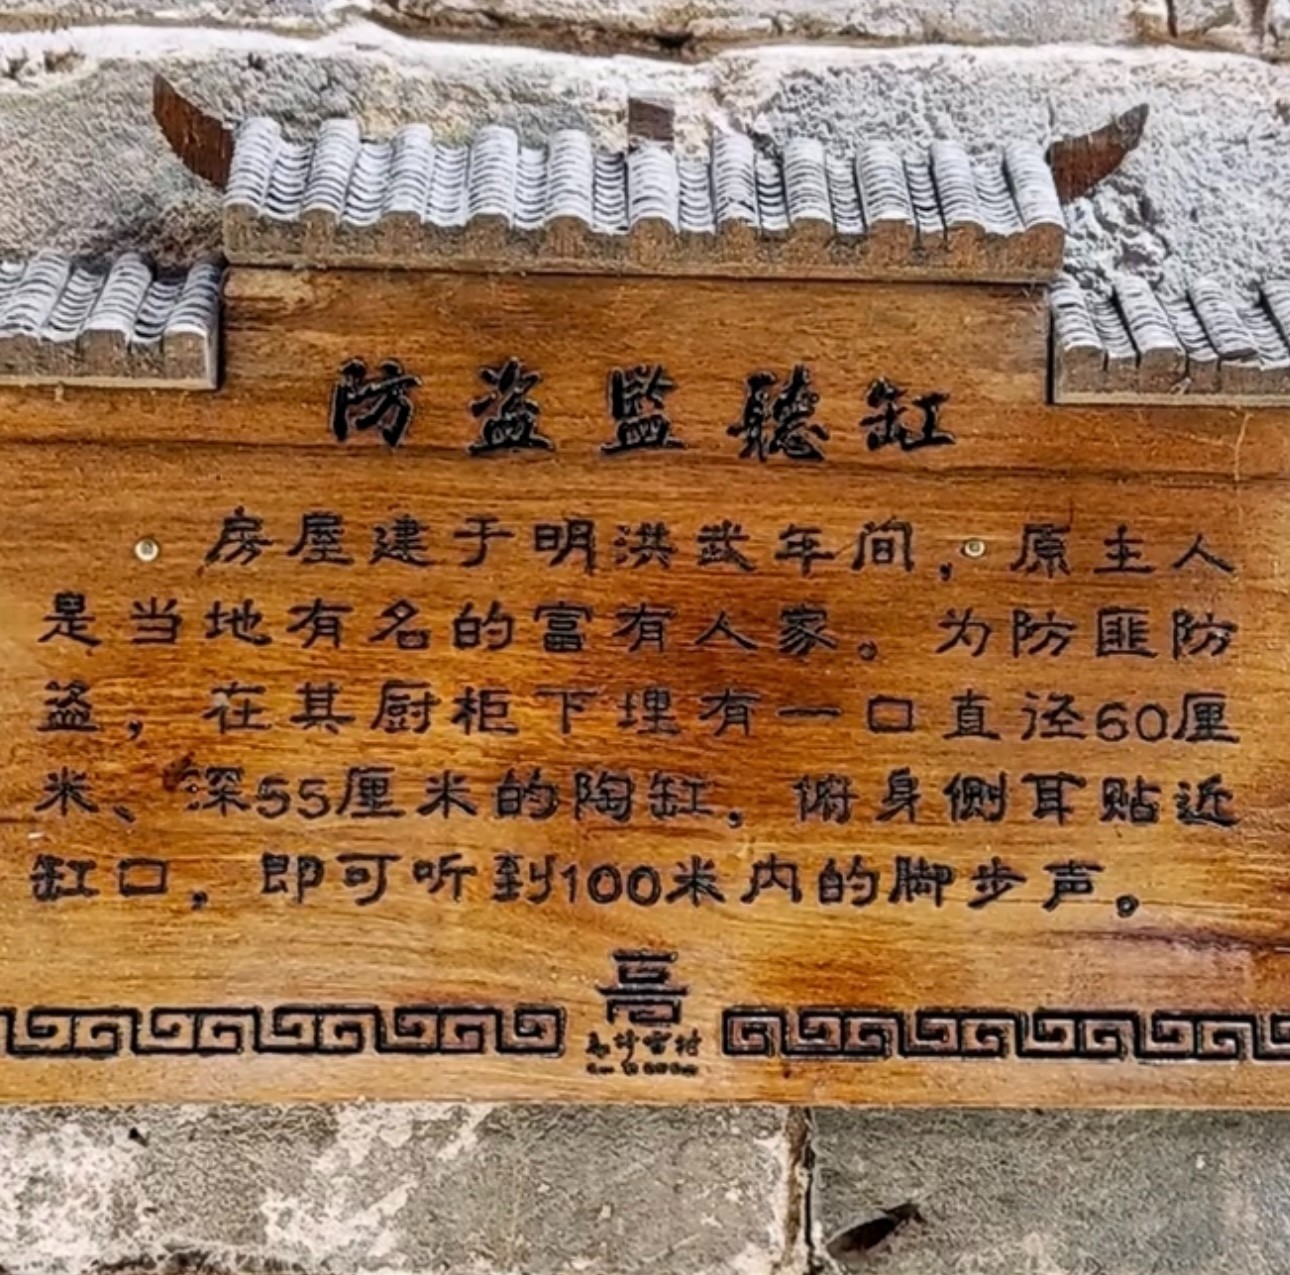 防盗監聽缸
房屋建于明洪武年间，原主人
是当地有名的富有人家。为防匪防
盗，在其厨柜下埋有一口直径60厘
米、深55厘米的陶缸，俯身侧耳贴近
缸口，即可听到100米内的脚步声。